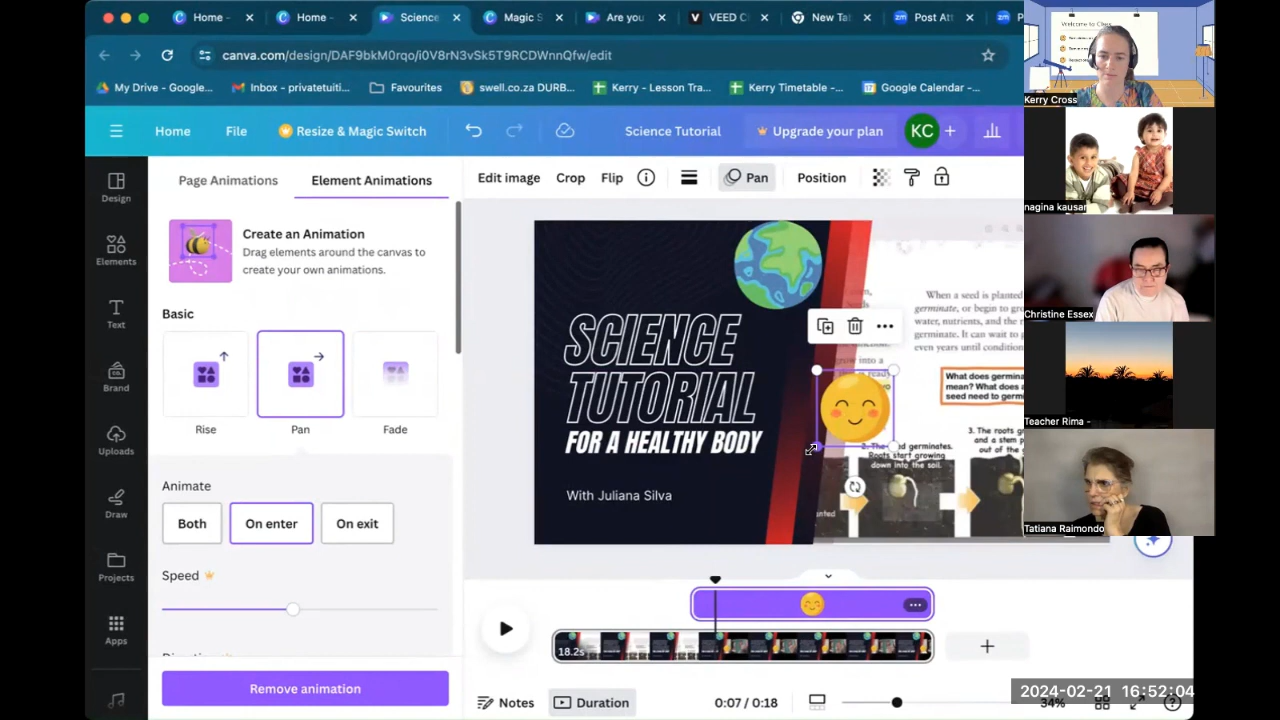 Home -
Home -
Science
Magic S
Are you
VEED C
New Tal
Post Att
canva.com/design/DAF9bkM0rqo/i0V8rN3vSk5T9RCDWnnQfw/edit
My Drive - Google...
Inbox - privatetuiti...
Favourites
swell.co.za DURB...
Kerry - Lesson Tra...
Kerry Timetable -...
Google Calendar -...
Home
File
Resize & Magic Switch
Science Tutorial
Upgrade your plan
KC
Design
Elements
Text
Brand
Uploads
Draw
Projects
Apps
Page Animations
Element Animations
Create an Animation
Drag elements around the canvas to
create your own animations.
Basic
Rise
Pan
Fade
Animate
Both
On enter
On exit
Speed
Remove animation
Edit image
Crop
Flip
Pan
Position
SCIENCE
TUTORIAL
FOR A HEALTHY BODY
With Juliana Silva
When a seed is planted
germinate, or begin to gr
water, nutrients, and the r
germinate. It can wait to
even years until condition
What does germina
mean? What does a
seed need to germi
germinates.
Roots start growing
down into the soil.
3. The roots
and a stem
out of the
18.2s
Notes
Duration
0:07 / 0:18
34%
Welcome to Class
Kerry Cross
nagina kausar
Christine Essex
Teacher Rima -
Tatiana Raimondo
2024-02-21 16:52:04